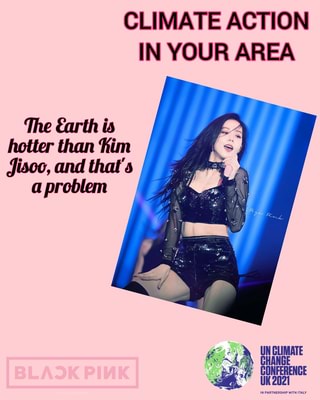 CLIMATE ACTION
IN YOUR AREA
The Earth is
hotter than Kim
Jisoo, and that's
a problem
BLACKPINK
UN CLIMATE
CHANGE
CONFERENCE
UK 2021
IN PARTNERSHIP WITH ITALY